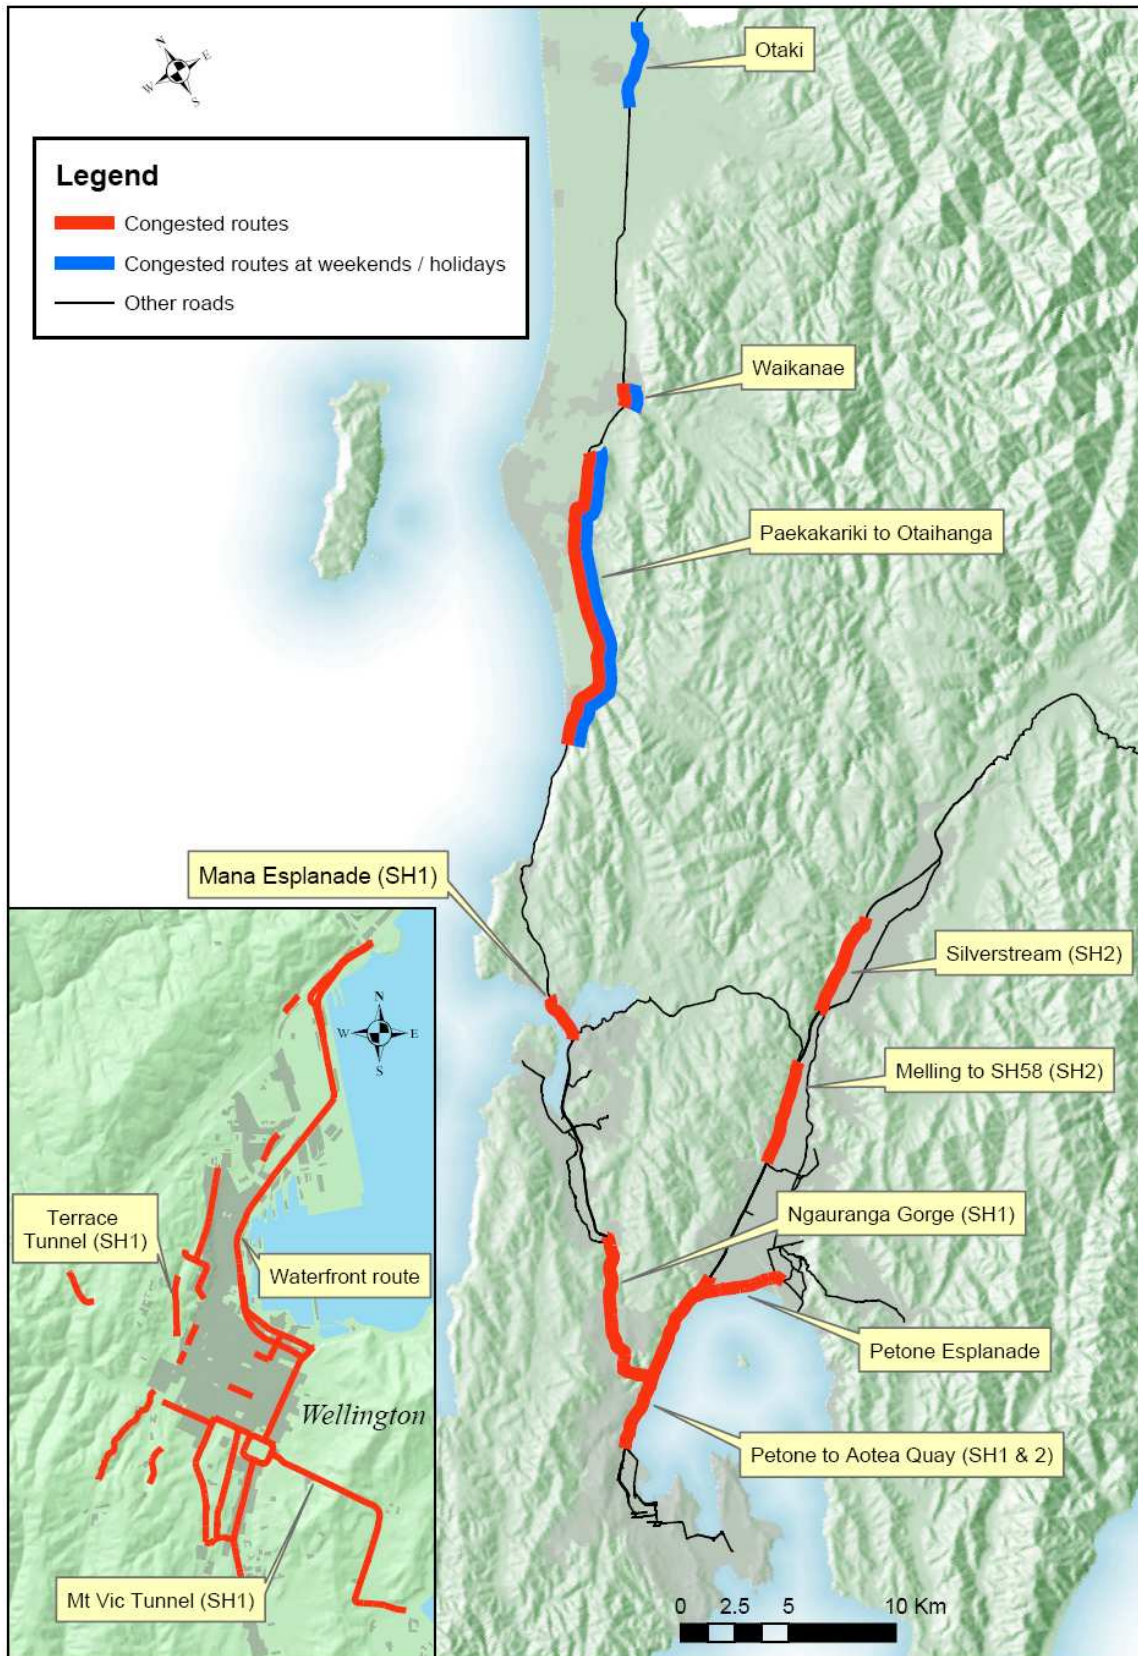 N
E
W
S
Otaki
Legend
Congested routes
Congested routes at weekends / holidays
Other roads
Waikanae
Paekakariki to Otaihanga
Mana Esplanade (SH1)
Silverstream (SH2)
Melling to SH58 (SH2)
N
W
E
S
Terrace
Tunnel (SH1)
Waterfront route
Ngauranga Gorge (SH1)
Petone Esplanade
Wellington
Petone to Aotea Quay (SH1 & 2)
Mt Vic Tunnel (SH1)
0 2.5 5 10 Km